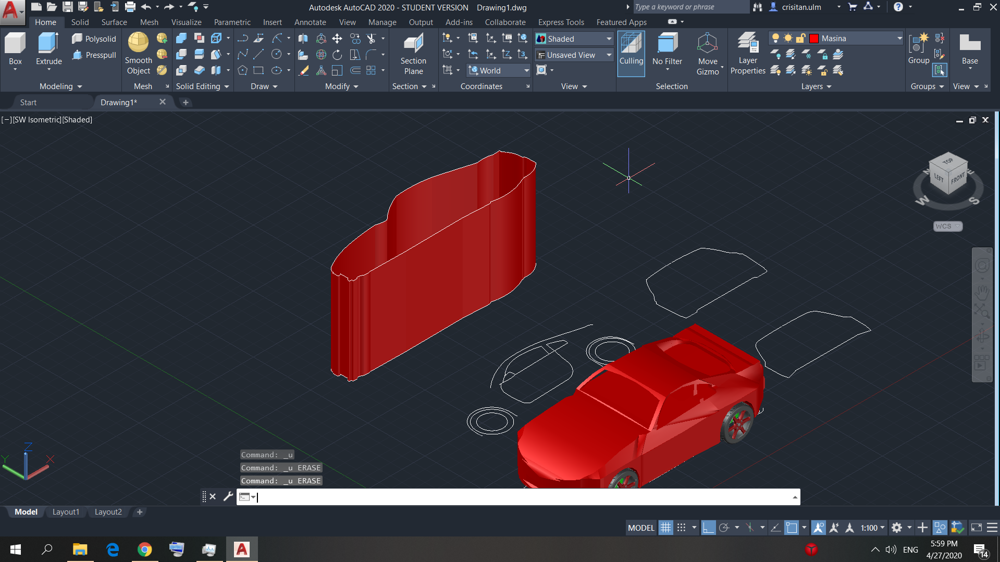 Autodesk AutoCAD 2020 - STUDENT VERSION Drawing1.dwg
Type a keyword or phrase
crisitan.ulm
Home Solid Surface Mesh Visualize Parametric Insert Annotate View Manage Output Add-ins Collaborate Express Tools Featured Apps
Box
Extrude
Polysolid
Presspull
Smooth Object
Section Plane
World
Shaded
Unsaved View
Culling
No Filter
Move Gizmo
Layer Properties
Masina
Group
Base
Modeling
Mesh
Solid Editing
Draw
Modify
Section
Coordinates
View
Selection
Layers
Groups
View
Start
Drawing1*
[−][SW Isometric][Shaded]
TOP
LEFT
FRONT
N
E
W
S
WCS
Z
Y
X
Command: _u
Command: _u ERASE
Command: _u ERASE
Model Layout1 Layout2
MODEL
1:100
ENG
5:59 PM
4/27/2020
14